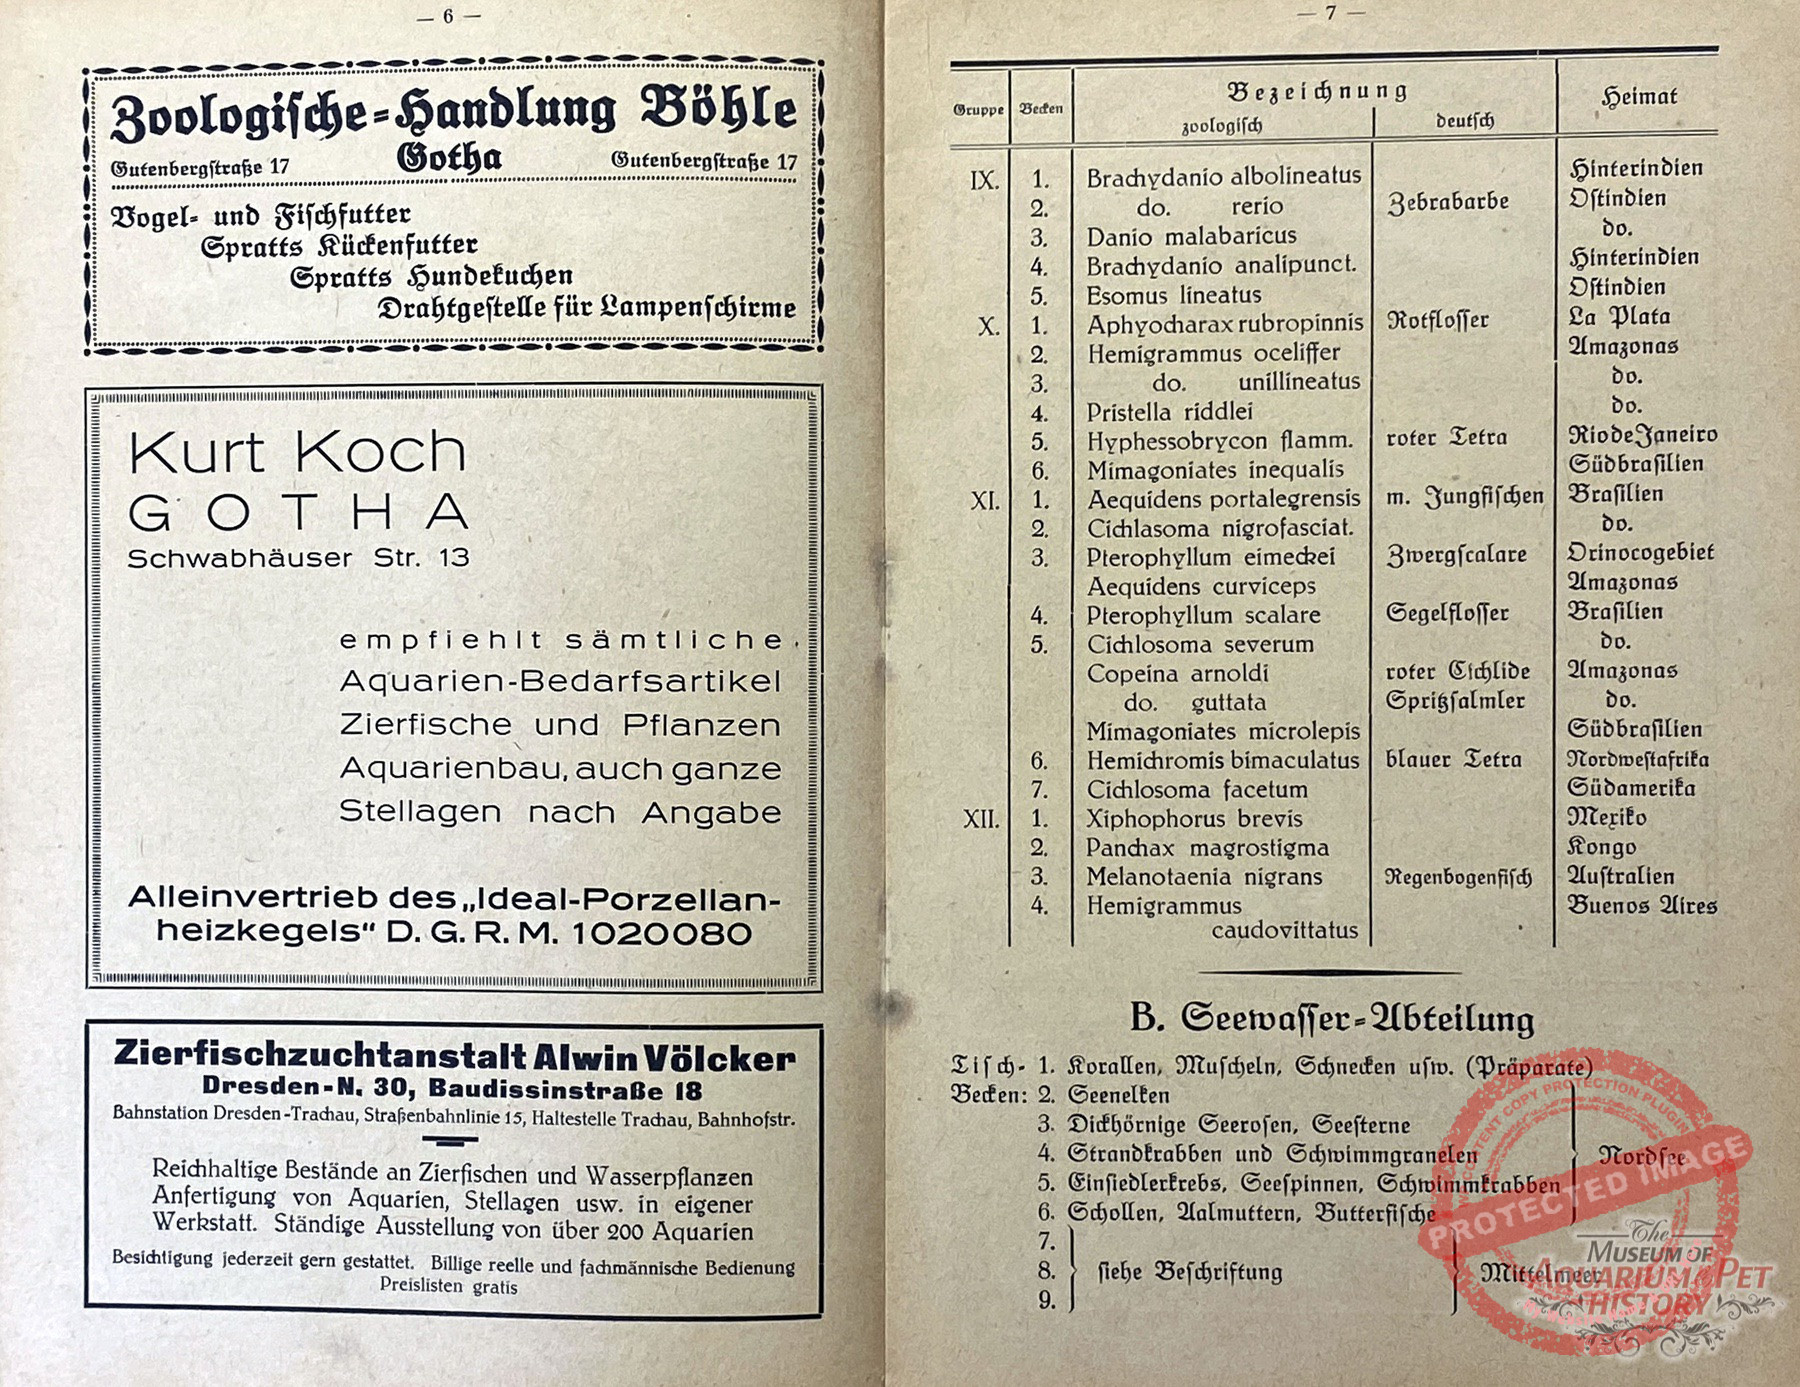 — 6 —
Zoologische-Handlung Böhle
Gutenbergstraße 17 Gotha Gutenbergstraße 17
Vogel- und Fischfutter
Spratts Kückenfutter
Spratts Hundekuchen
Drahtgestelle für Lampenschirme
Kurt Koch
GOTHA
Schwabhäuser Str. 13
empfiehlt sämtliche
Aquarien-Bedarfsartikel
Zierfische und Pflanzen
Aquarienbau, auch ganze
Stellagen nach Angabe
Alleinvertrieb des „Ideal-Porzellan-
heizkegels“ D. G. R. M. 1020080
Zierfischzuchtanstalt Alwin Völcker
Dresden-N. 30, Baudissinstraße 18
Bahnstation Dresden-Trachau, Straßenbahnlinie 15, Haltestelle Trachau, Bahnhofstr.
Reichhaltige Bestände an Zierfischen und Wasserpflanzen
Anfertigung von Aquarien, Stellagen usw. in eigener
Werkstatt. Ständige Ausstellung von über 200 Aquarien
Besichtigung jederzeit gern gestattet. Billige reelle und fachmännische Bedienung
Preislisten gratis
— 7 —
Gruppe Becken Bezeichnung Heimat
zoologisch deutsch
IX. 1. Brachydanio albolineatus Hinterindien
2. do. rerio Zebrabarbe Ostindien
3. Danio malabaricus do.
4. Brachydanio analipunct. Hinterindien
5. Esomus lineatus Ostindien
X. 1. Aphyocharax rubropinnis Rotflosser La Plata
2. Hemigrammus oceliffer Amazonas
3. do. unillineatus do.
4. Pristella riddlei do.
5. Hyphessobrycon flamm. roter Tetra Rio de Janeiro
6. Mimagoniates inequalis Südbrasilien
XI. 1. Aequidens portalegrensis m. Jungfischen Brasilien
2. Cichlasoma nigrofasciat. do.
3. Pterophyllum eimeckei Zwergscalare Orinocogebiet
Aequidens curviceps Amazonas
4. Pterophyllum scalare Segelflosser Brasilien
5. Cichlosoma severum do.
Copeina arnoldi roter Cichlide Amazonas
do. guttata Spritzsalmler do.
Mimagoniates microlepis Südbrasilien
6. Hemichromis bimaculatus blauer Tetra Nordwestafrika
7. Cichlosoma facetum Südamerika
XII. 1. Xiphophorus brevis Mexiko
2. Panchax magrostigma Kongo
3. Melanotaenia nigrans Regenbogenfisch Australien
4. Hemigrammus Buenos Aires
caudovittatus
B. Seewasser-Abteilung
Tisch- 1. Korallen, Muscheln, Schnecken usw. (Präparate)
Becken: 2. Seenelken
3. Dickhörnige Seerosen, Seesterne
4. Strandkrabben und Schwimmgranelen Nordsee
5. Einsiedlerkrebs, Seespinnen, Schwimmkrabben
6. Schollen, Aalmuttern, Butterfische
7.
8. siehe Beschriftung Mittelmeer
9.
WP CONTENT COPY PROTECTION PLUGIN
PROTECTED IMAGE
The
MUSEUM OF
AQUARIUM & PET
HISTORY